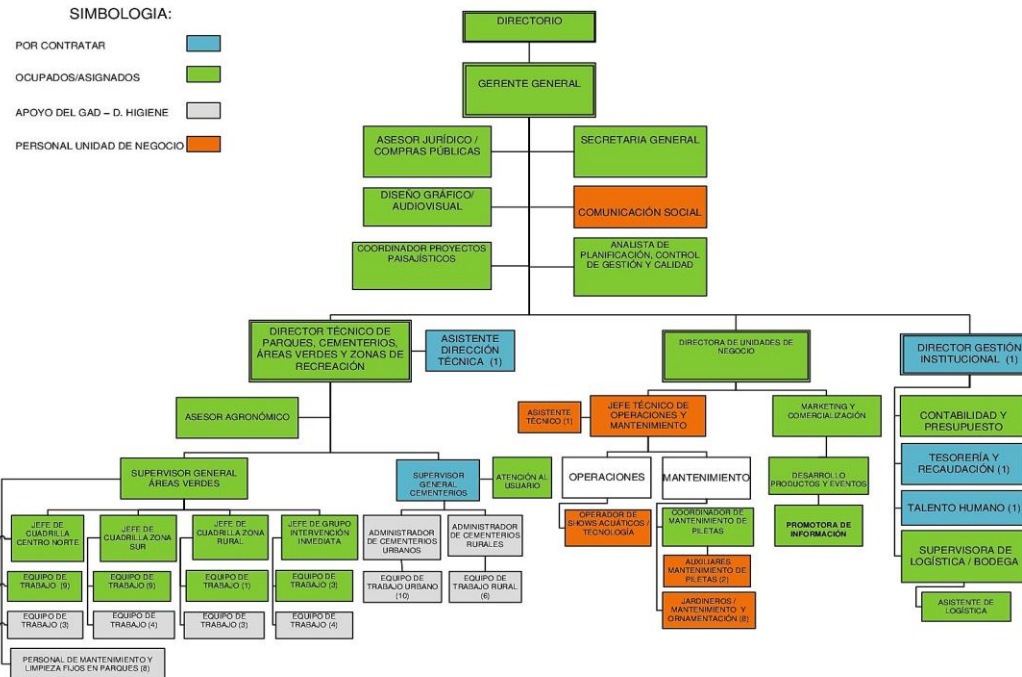 SIMBOLOGIA:
POR CONTRATAR
OCUPADOS/ASIGNADOS
APOYO DEL GAD – D. HIGIENE
PERSONAL UNIDAD DE NEGOCIO
DIRECTORIO
GERENTE GENERAL
ASESOR JURÍDICO /
COMPRAS PÚBLICAS
SECRETARIA GENERAL
DISEÑO GRÁFICO/
AUDIOVISUAL
COMUNICACIÓN SOCIAL
COORDINADOR PROYECTOS
PAISAJÍSTICOS
ANALISTA DE
PLANIFICACIÓN, CONTROL
DE GESTIÓN Y CALIDAD
DIRECTOR TÉCNICO DE
PARQUES, CEMENTERIOS,
ÁREAS VERDES Y ZONAS DE
RECREACIÓN
ASISTENTE
DIRECCIÓN
TÉCNICA (1)
DIRECTORA DE UNIDADES DE
NEGOCIO
DIRECTOR GESTIÓN
INSTITUCIONAL (1)
ASESOR AGRONÓMICO
ASISTENTE
TÉCNICO (1)
JEFE TÉCNICO DE
OPERACIONES Y
MANTENIMIENTO
MARKETING Y
COMERCIALIZACIÓN
CONTABILIDAD Y
PRESUPUESTO
SUPERVISOR GENERAL
ÁREAS VERDES
SUPERVISOR
GENERAL
CEMENTERIOS
ATENCIÓN AL
USUARIO
OPERACIONES
MANTENIMIENTO
DESARROLLO
PRODUCTOS Y EVENTOS
TESORERÍA Y
RECAUDACIÓN (1)
JEFE DE
CUADRILLA
CENTRO NORTE
JEFE DE
CUADRILLA ZONA
SUR
JEFE DE
CUADRILLA ZONA
RURAL
JEFE DE GRUPO
INTERVENCIÓN
INMEDIATA
ADMINISTRADOR
DE CEMENTERIOS
URBANOS
ADMINISTRADOR
DE CEMENTERIOS
RURALES
OPERADOR DE
SHOWS ACUÁTICOS /
TECNOLOGÍA
COORDINADOR DE
MANTENIMIENTO DE
PILETAS
PROMOTORA DE
INFORMACIÓN
TALENTO HUMANO (1)
EQUIPO DE
TRABAJO (9)
EQUIPO DE
TRABAJO (9)
EQUIPO DE
TRABAJO (1)
EQUIPO DE
TRABAJO (3)
EQUIPO DE
TRABAJO URBANO
(10)
EQUIPO DE
TRABAJO RURAL
(6)
AUXILIARES
MANTENIMIENTO DE
PILETAS (2)
SUPERVISORA DE
LOGÍSTICA / BODEGA
EQUIPO DE
TRABAJO (3)
EQUIPO DE
TRABAJO (4)
EQUIPO DE
TRABAJO (3)
EQUIPO DE
TRABAJO (4)
JARDINEROS /
MANTENIMIENTO Y
ORNAMENTACIÓN (8)
ASISTENTE DE
LOGÍSTICA
PERSONAL DE MANTENIMIENTO Y
LIMPIEZA FIJOS EN PARQUES (8)